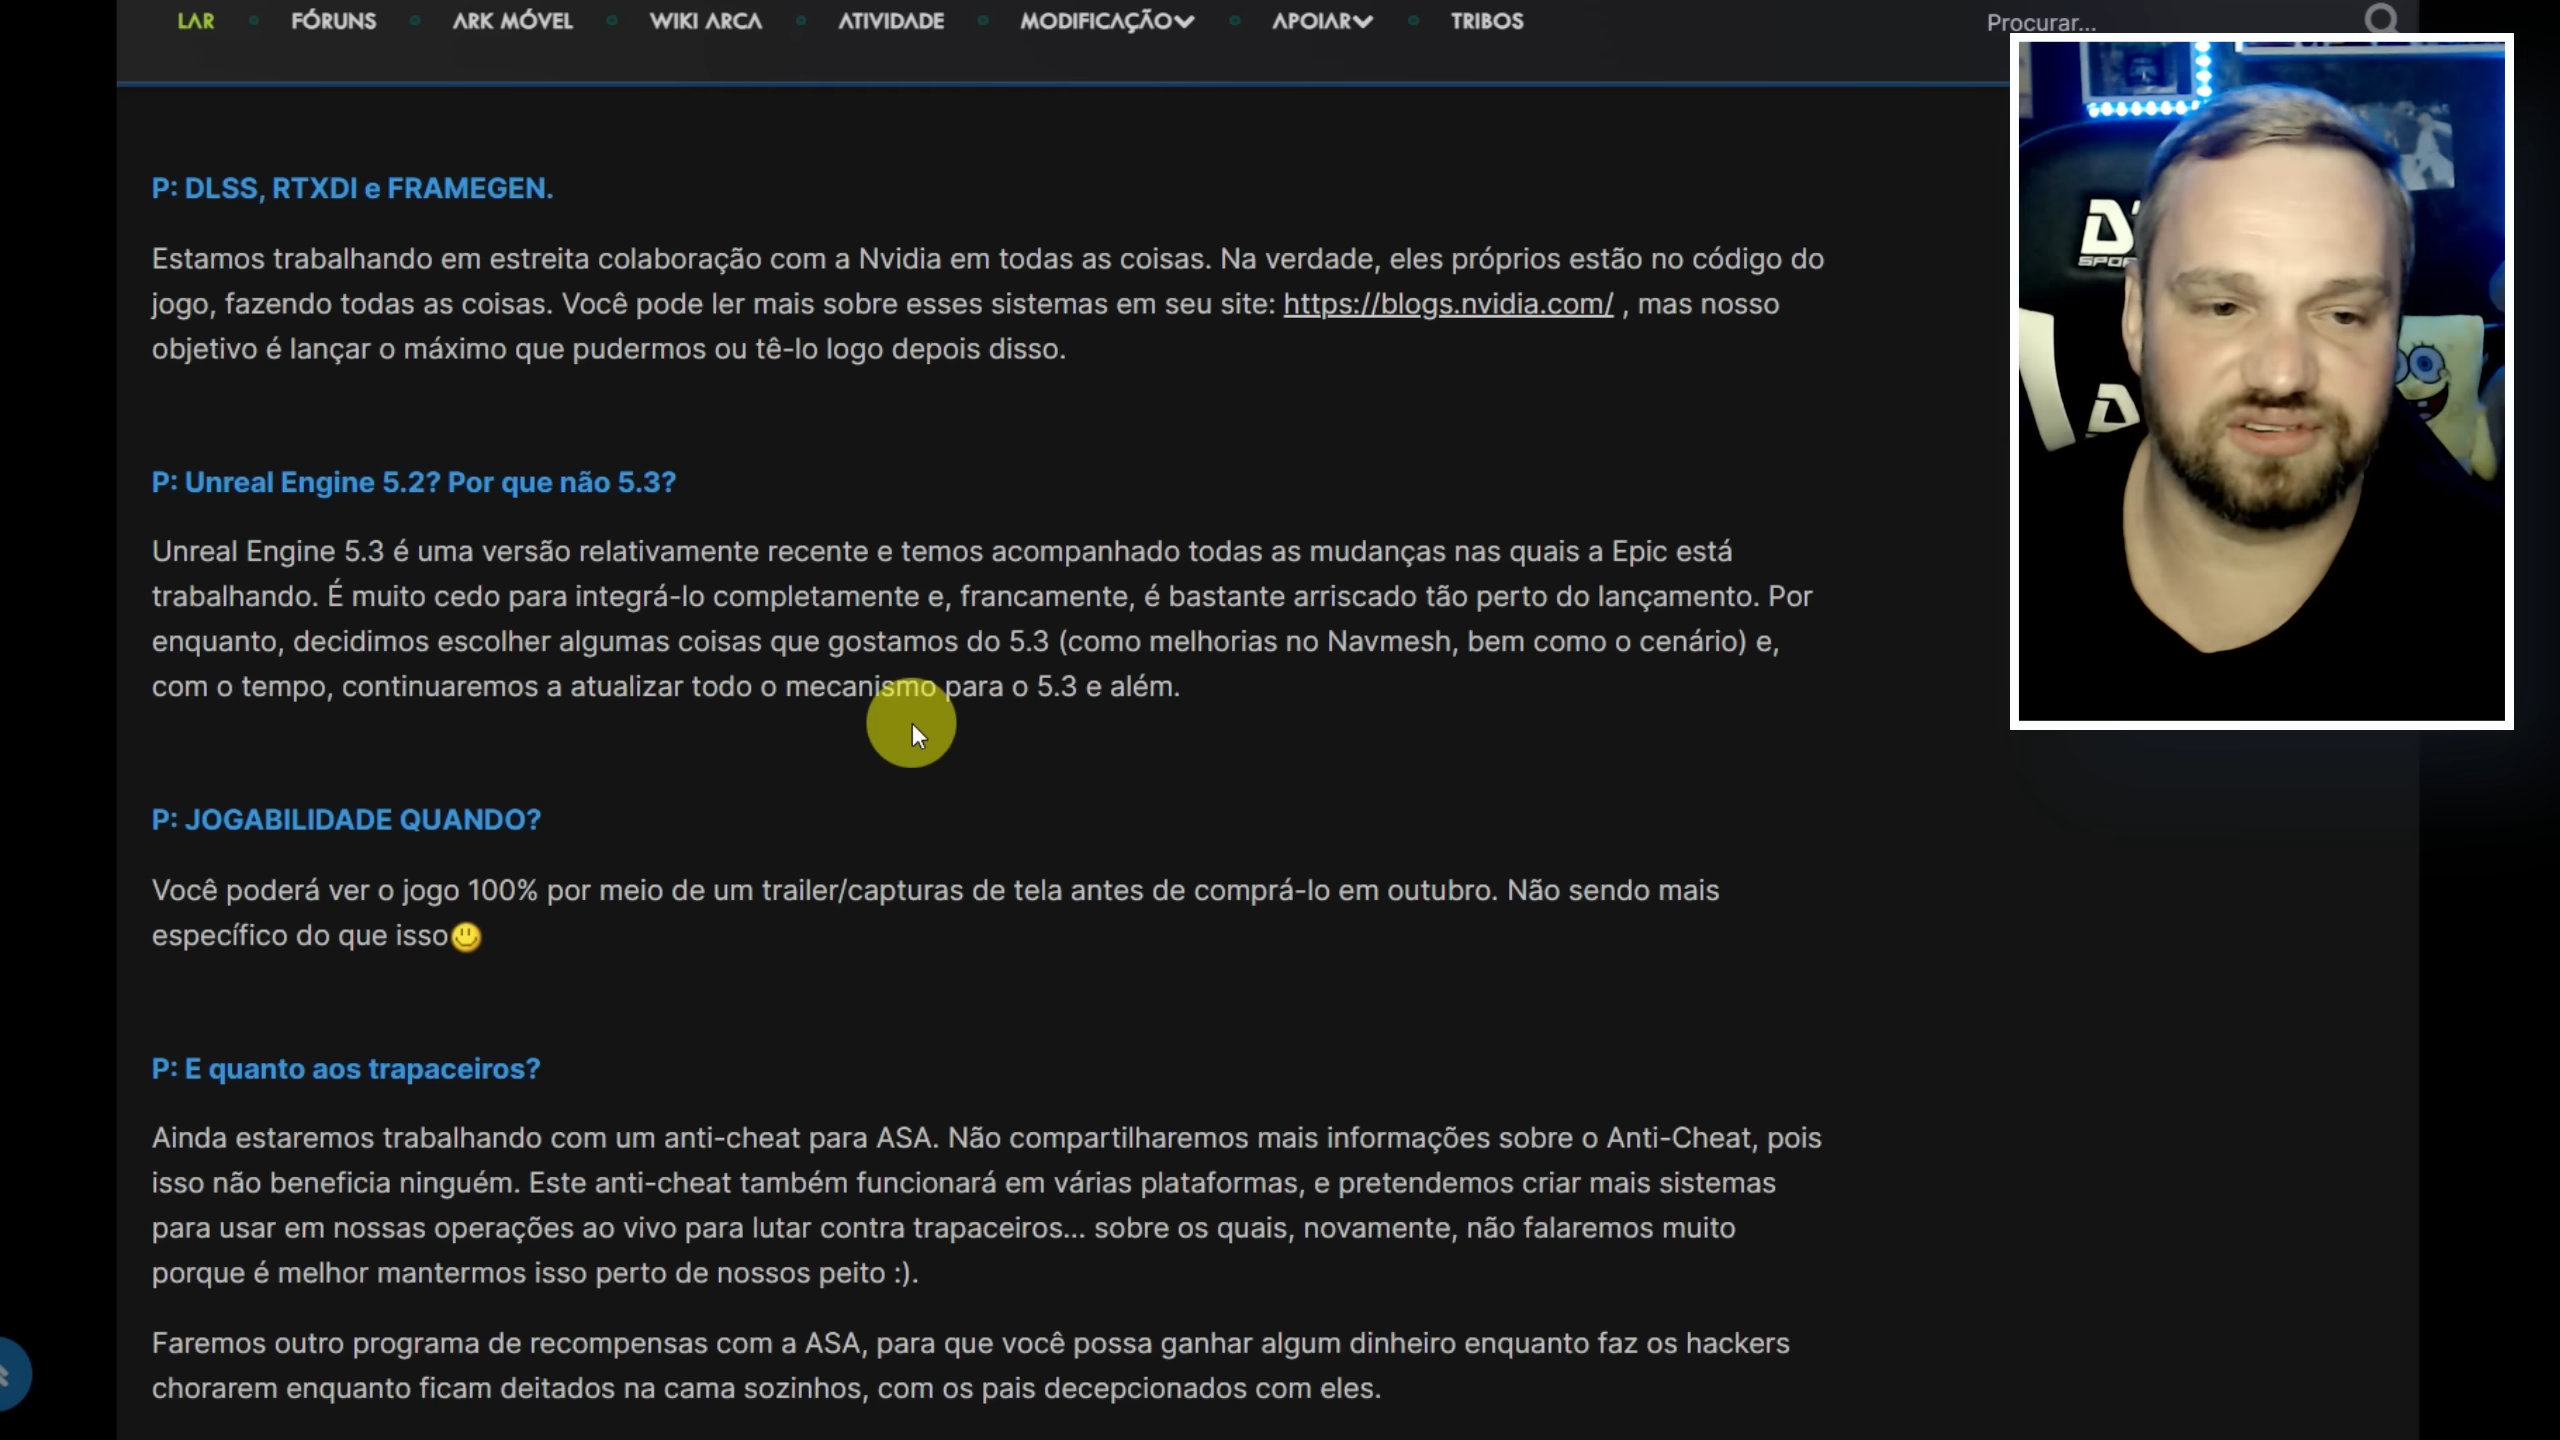 LAR
FÓRUNS
ARK MÓVEL
WIKI ARCA
ATIVIDADE
MODIFICAÇÃO
APOIAR
TRIBOS
Procurar...
P: DLSS, RTXDI e FRAMEGEN.
Estamos trabalhando em estreita colaboração com a Nvidia em todas as coisas. Na verdade, eles próprios estão no código do
jogo, fazendo todas as coisas. Você pode ler mais sobre esses sistemas em seu site: https://blogs.nvidia.com/ , mas nosso
objetivo é lançar o máximo que pudermos ou tê-lo logo depois disso.
P: Unreal Engine 5.2? Por que não 5.3?
Unreal Engine 5.3 é uma versão relativamente recente e temos acompanhado todas as mudanças nas quais a Epic está
trabalhando. É muito cedo para integrá-lo completamente e, francamente, é bastante arriscado tão perto do lançamento. Por
enquanto, decidimos escolher algumas coisas que gostamos do 5.3 (como melhorias no Navmesh, bem como o cenário) e,
com o tempo, continuaremos a atualizar todo o mecanismo para o 5.3 e além.
P: JOGABILIDADE QUANDO?
Você poderá ver o jogo 100% por meio de um trailer/capturas de tela antes de comprá-lo em outubro. Não sendo mais
específico do que isso
P: E quanto aos trapaceiros?
Ainda estaremos trabalhando com um anti-cheat para ASA. Não compartilharemos mais informações sobre o Anti-Cheat, pois
isso não beneficia ninguém. Este anti-cheat também funcionará em várias plataformas, e pretendemos criar mais sistemas
para usar em nossas operações ao vivo para lutar contra trapaceiros... sobre os quais, novamente, não falaremos muito
porque é melhor mantermos isso perto de nossos peito :).
Faremos outro programa de recompensas com a ASA, para que você possa ganhar algum dinheiro enquanto faz os hackers
chorarem enquanto ficam deitados na cama sozinhos, com os pais decepcionados com eles.